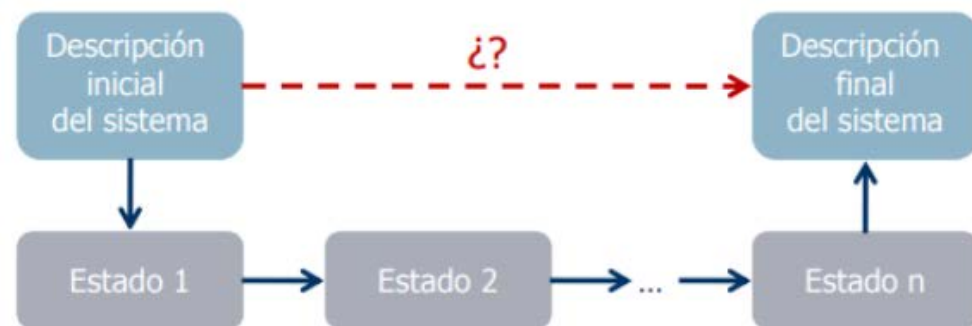 Descripción
inicial
del sistema
¿?
Descripción
final
del sistema
Estado 1
Estado 2
...
Estado n